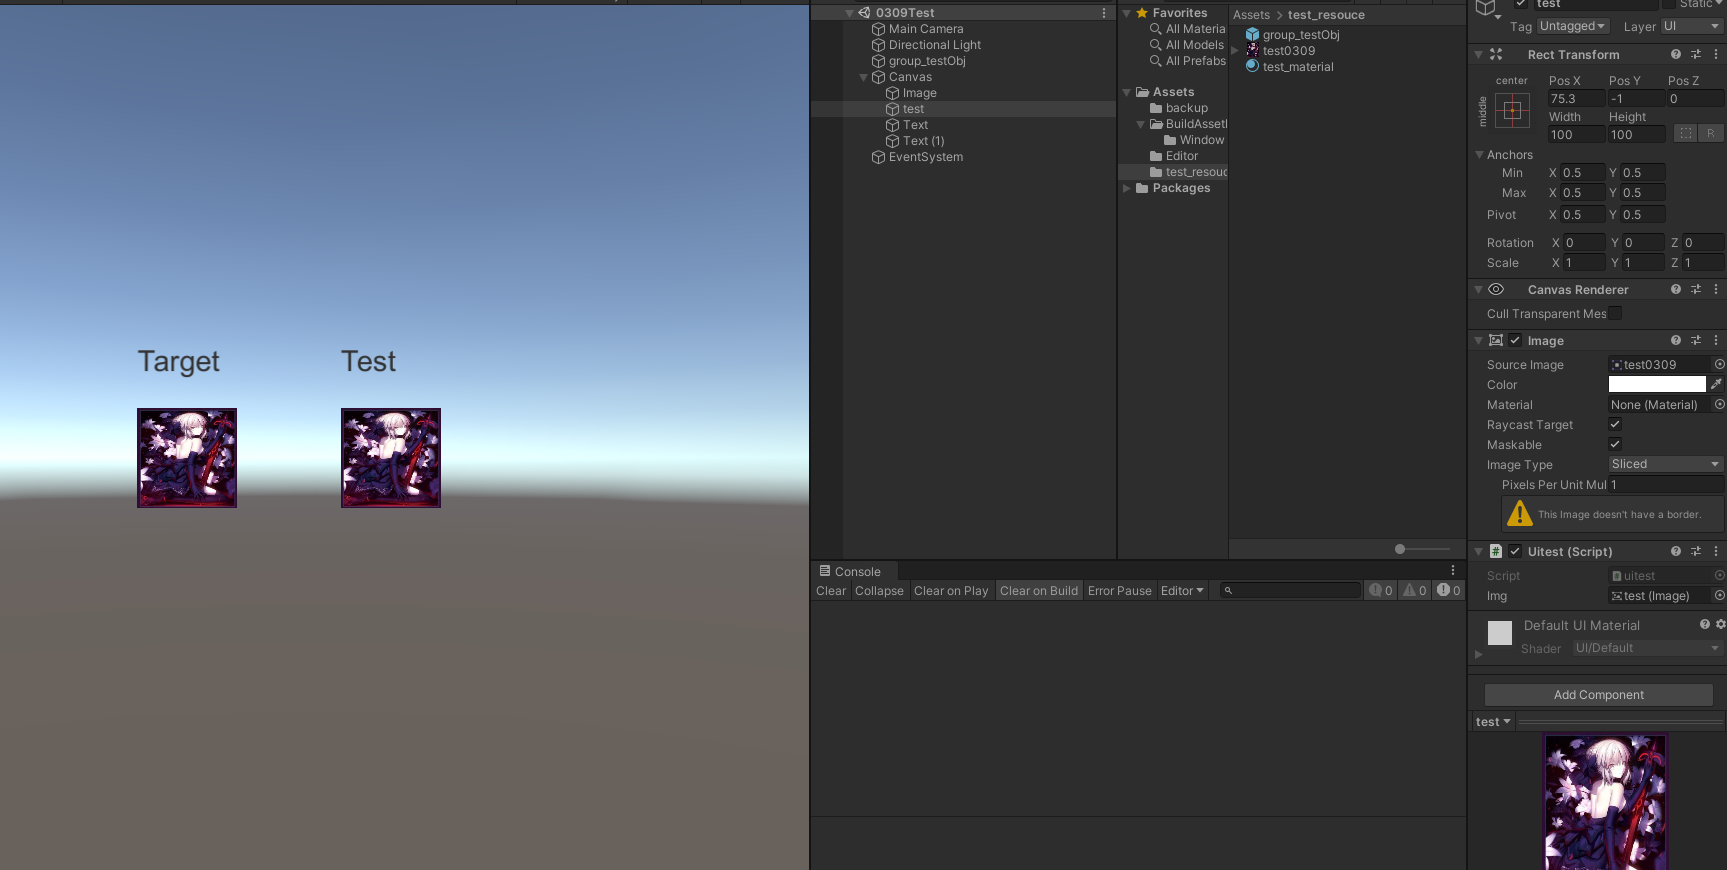 Target
Test
0309Test
Main Camera
Directional Light
group_testObj
Canvas
Image
test
Text
Text (1)
EventSystem
Favorites
All Materia
All Models
All Prefabs
Assets
backup
BuildAssetI
Window
Editor
test_resouc
Packages
Assets > test_resouce
group_testObj
test0309
test_material
Console
Clear Collapse Clear on Play Clear on Build Error Pause Editor 0 0 0
test Static
Tag Untagged Layer UI
Rect Transform
center
middle
Pos X Pos Y Pos Z
75.3 -1 0
Width Height
100 100 R
Anchors
Min X 0.5 Y 0.5
Max X 0.5 Y 0.5
Pivot X 0.5 Y 0.5
Rotation X 0 Y 0 Z 0
Scale X 1 Y 1 Z 1
Canvas Renderer
Cull Transparent Mes
Image
Source Image test0309
Color
Material None (Material)
Raycast Target
Maskable
Image Type Sliced
Pixels Per Unit Mul 1
This Image doesn't have a border.
# Uitest (Script)
Script uitest
Img test (Image)
Default UI Material
Shader UI/Default
Add Component
test